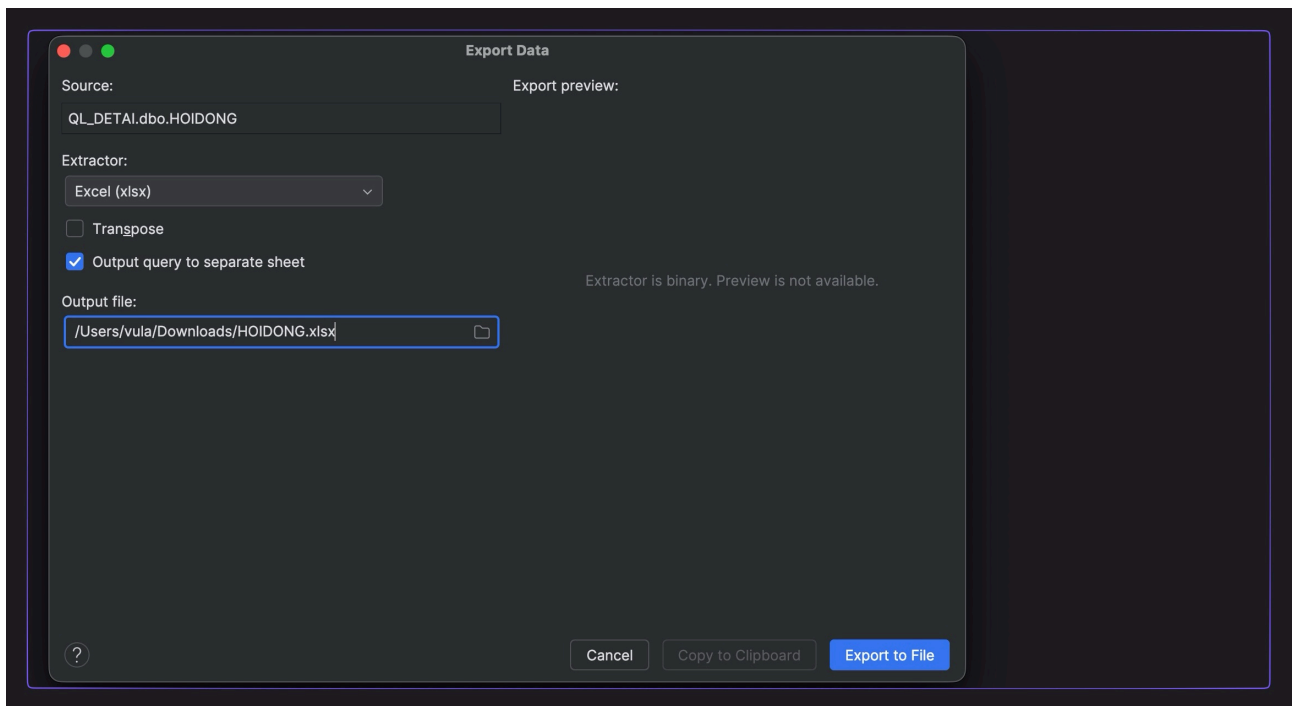 Export Data
Source:
QL_DETAI.dbo.HOIDONG
Extractor:
Excel (xlsx)
Transpose
Output query to separate sheet
Output file:
/Users/vula/Downloads/HOIDONG.xlsx
Export preview:
Extractor is binary. Preview is not available.
?
Cancel
Copy to Clipboard
Export to File